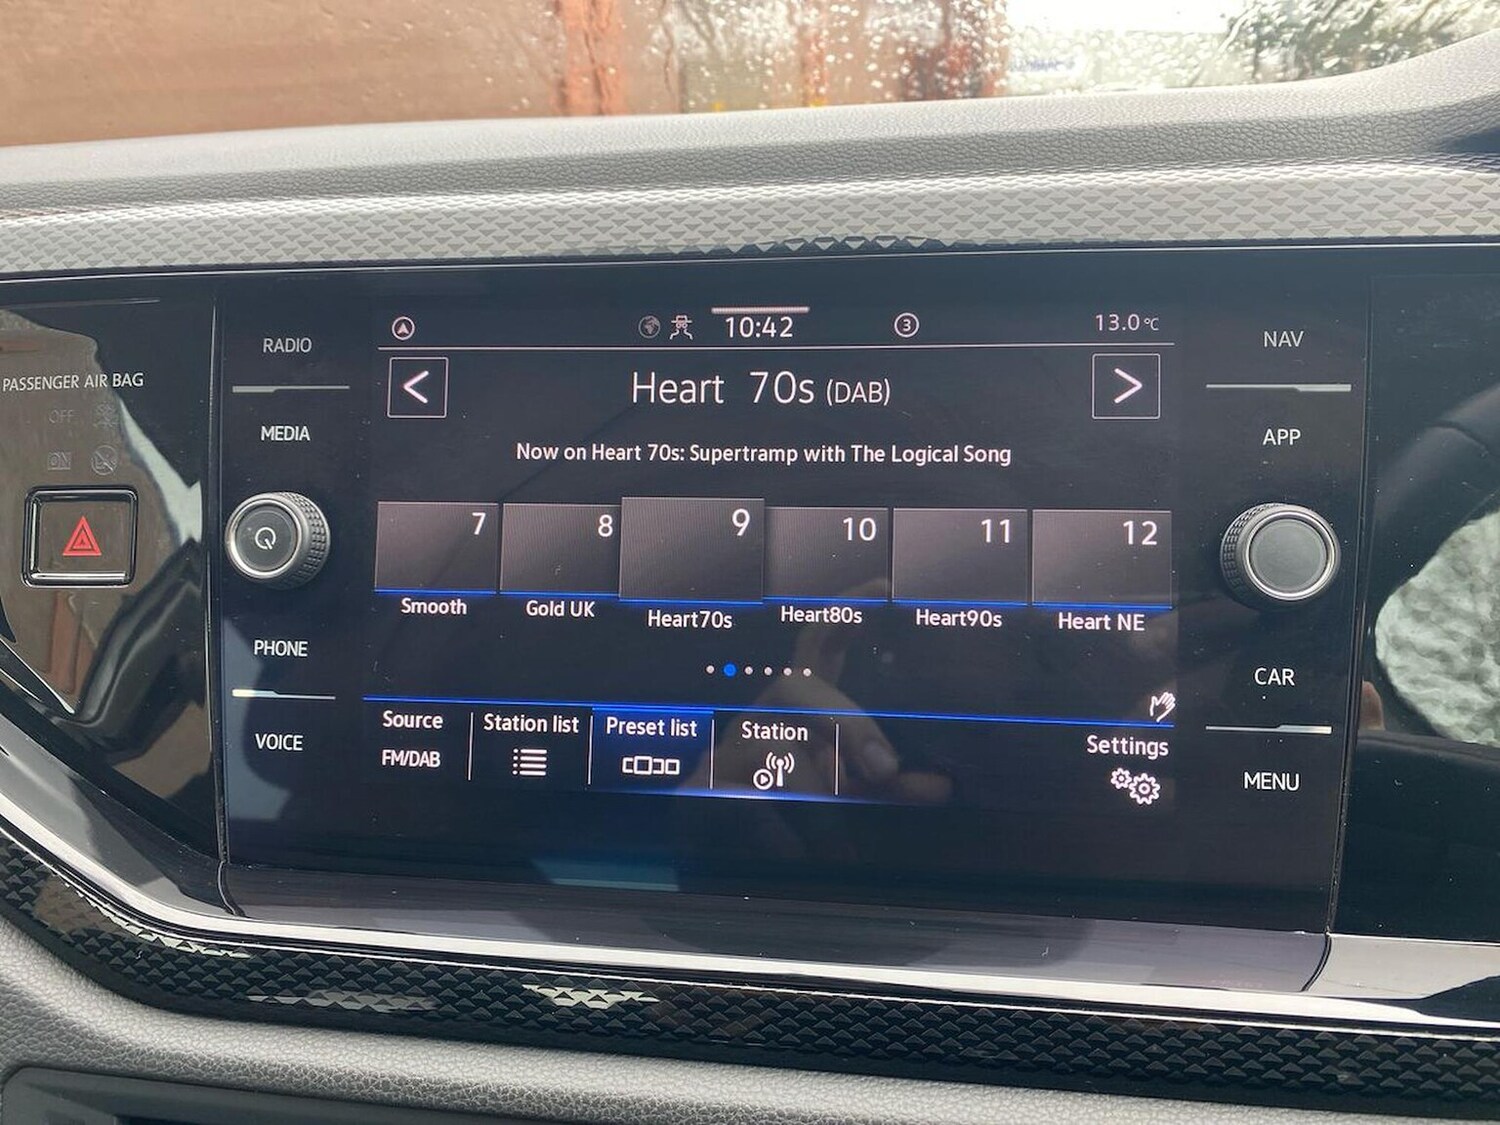 RADIO
MEDIA
PHONE
VOICE
PASSENGER AIR BAG
OFF
ON
10:42
3
13.0°C
<
Heart 70s (DAB)
>
Now on Heart 70s: Supertramp with The Logical Song
7 8 9 10 11 12
Smooth Gold UK Heart70s Heart80s Heart90s Heart NE
Source Station list Preset list Station Settings
FM/DAB
NAV
APP
CAR
MENU